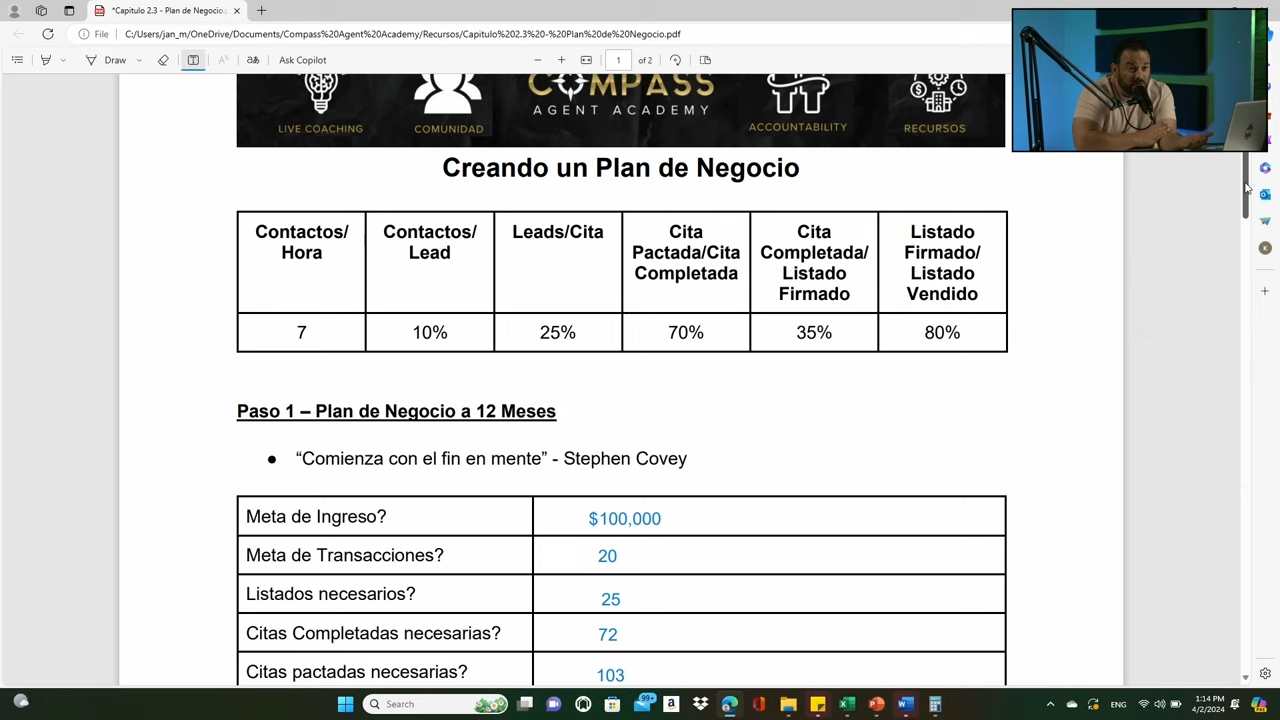 *Capitulo 2.3 - Plan de Negocio
File C:/Users/jan_m/OneDrive/Documents/Compass%20Agent%20Academy/Recursos/Capitulo%202.3%20-%20Plan%20de%20Negocio.pdf
Draw Ask Copilot 1 of 2
COMPASS
AGENT ACADEMY
LIVE COACHING COMUNIDAD ACCOUNTABILITY RECURSOS
Creando un Plan de Negocio
Contactos/
Hora
Contactos/
Lead
Leads/Cita
Cita
Pactada/Cita
Completada
Cita
Completada/
Listado
Firmado
Listado
Firmado/
Listado
Vendido
7 10% 25% 70% 35% 80%
Paso 1 – Plan de Negocio a 12 Meses
● “Comienza con el fin en mente” - Stephen Covey
Meta de Ingreso? $100,000
Meta de Transacciones? 20
Listados necesarios? 25
Citas Completadas necesarias? 72
Citas pactadas necesarias? 103
Search
99+
ENG
1:14 PM
4/2/2024